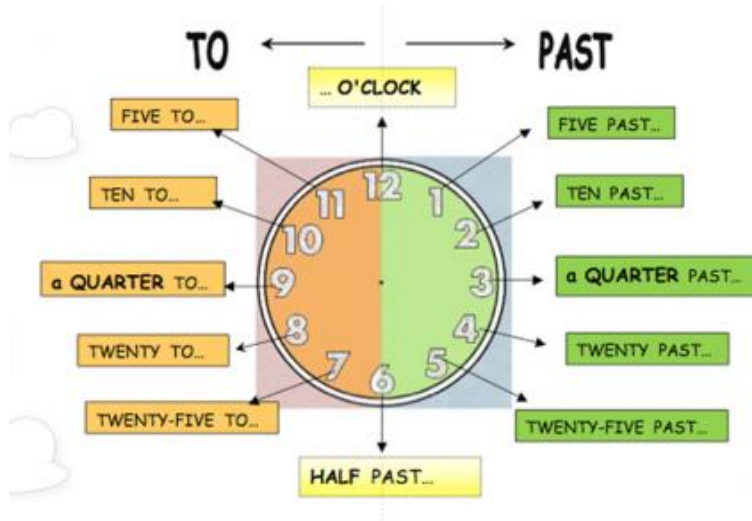 TO
PAST
... O'CLOCK
FIVE TO...
FIVE PAST...
TEN TO...
TEN PAST...
a QUARTER TO...
a QUARTER PAST...
TWENTY TO...
TWENTY PAST...
TWENTY-FIVE TO...
TWENTY-FIVE PAST...
HALF PAST...
12
1
2
3
4
5
6
7
8
9
10
11